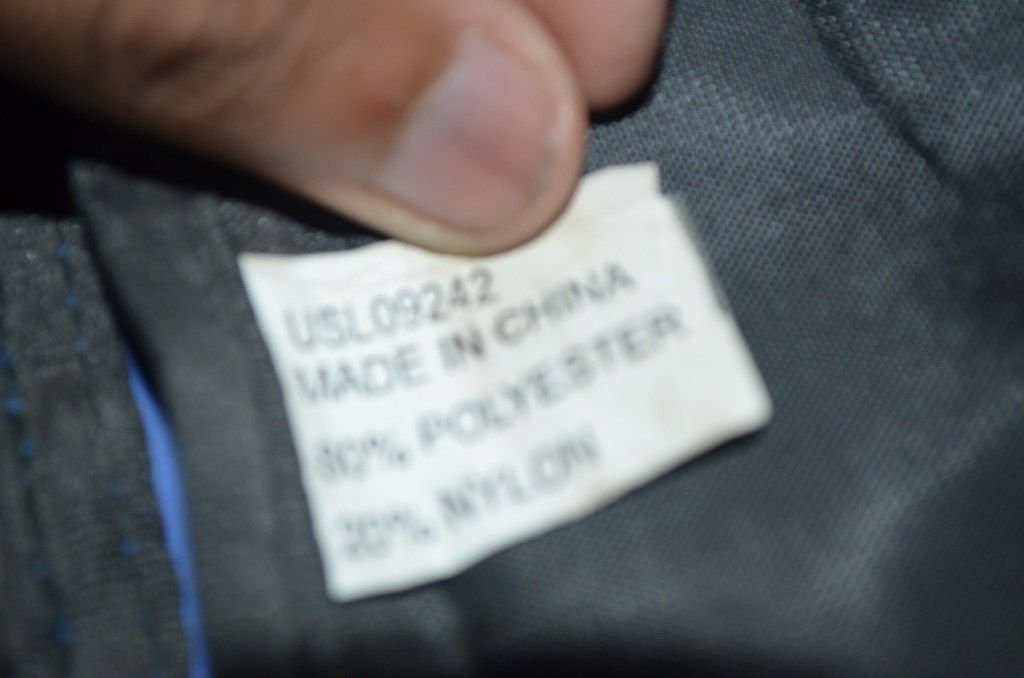 USL09242
MADE IN CHINA
80% POLYESTER
20% NYLON